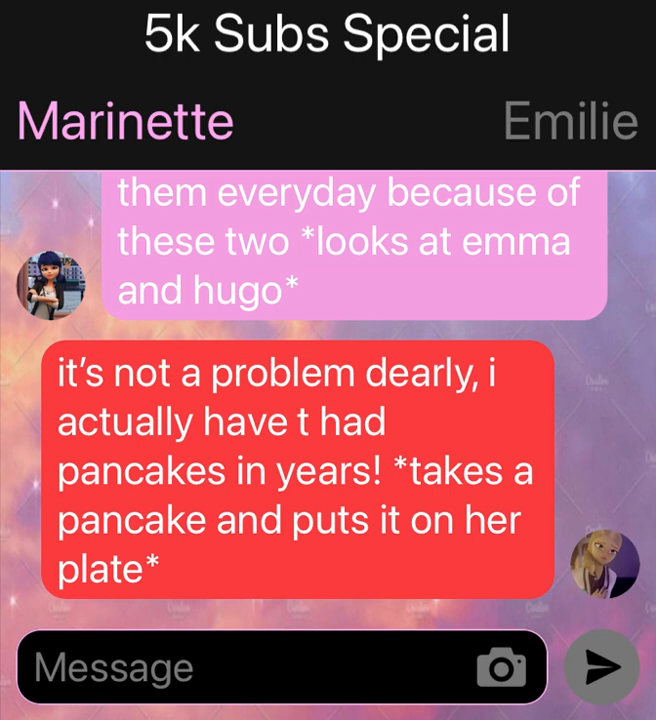 5k Subs Special
Marinette Emilie
them everyday because of
these two *looks at emma
and hugo*
it’s not a problem dearly, i
actually have t had
pancakes in years! *takes a
pancake and puts it on her
plate*
Message